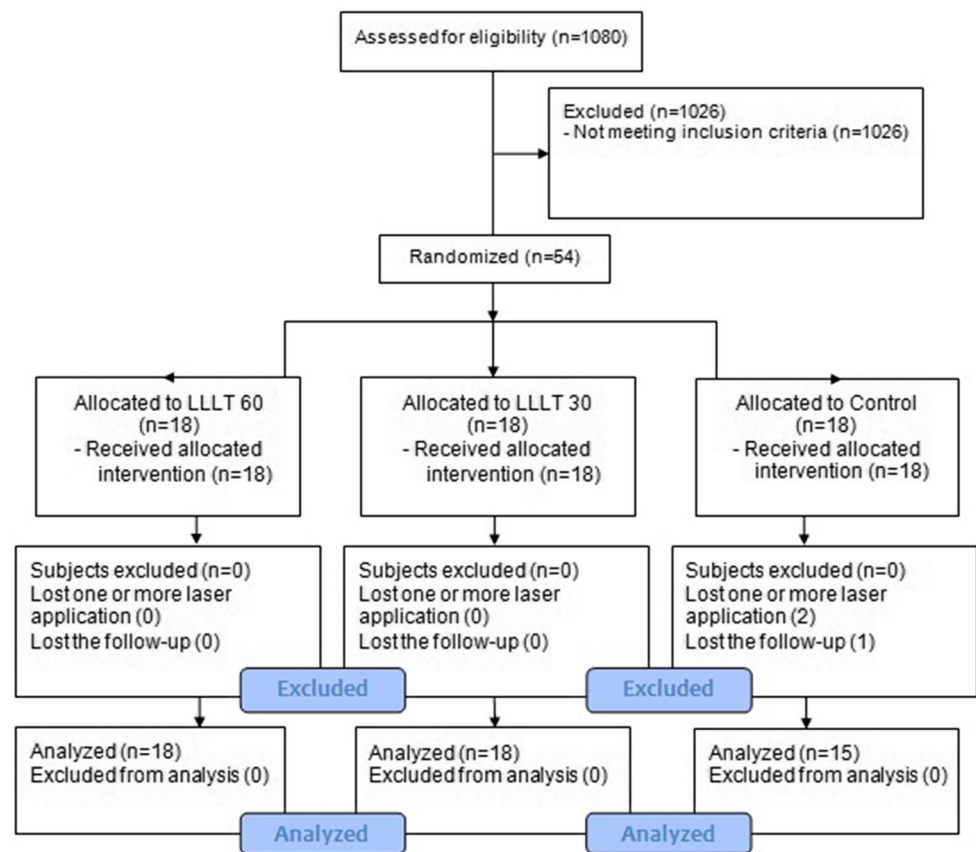 Assessed for eligibility (n=1080)
Excluded (n=1026)
- Not meeting inclusion criteria (n=1026)
Randomized (n=54)
Allocated to LLLT 60
(n=18)
- Received allocated
intervention (n=18)
Allocated to LLLT 30
(n=18)
- Received allocated
intervention (n=18)
Allocated to Control
(n=18)
- Received allocated
intervention (n=18)
Subjects excluded (n=0)
Lost one or more laser
application (0)
Lost the follow-up (0)
Subjects excluded (n=0)
Lost one or more laser
application (0)
Lost the follow-up (0)
Subjects excluded (n=0)
Lost one or more laser
application (2)
Lost the follow-up (1)
Excluded
Excluded
Analyzed (n=18)
Excluded from analysis (0)
Analyzed (n=18)
Excluded from analysis (0)
Analyzed (n=15)
Excluded from analysis (0)
Analyzed
Analyzed